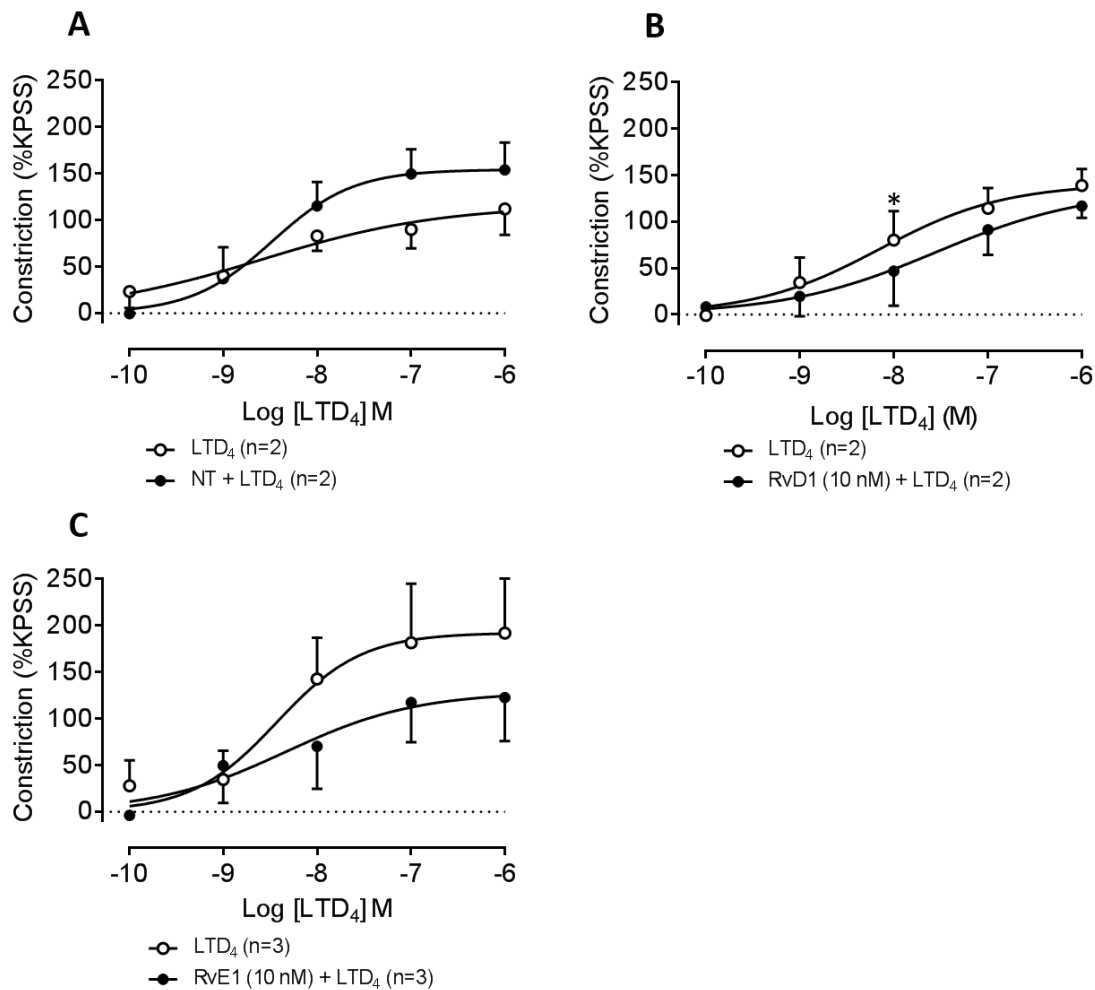 A
Constriction (%KPSS)
250
200
150
100
50
0
-10 -9 -8 -7 -6
Log [LTD₄] M
LTD₄ (n=2)
NT + LTD₄ (n=2)
B
Constriction (%KPSS)
250
200
150
100
50
0
*
-10 -9 -8 -7 -6
Log [LTD₄] (M)
LTD₄ (n=2)
RvD1 (10 nM) + LTD₄ (n=2)
C
Constriction (%KPSS)
250
200
150
100
50
0
-10 -9 -8 -7 -6
Log [LTD₄] M
LTD₄ (n=3)
RvE1 (10 nM) + LTD₄ (n=3)